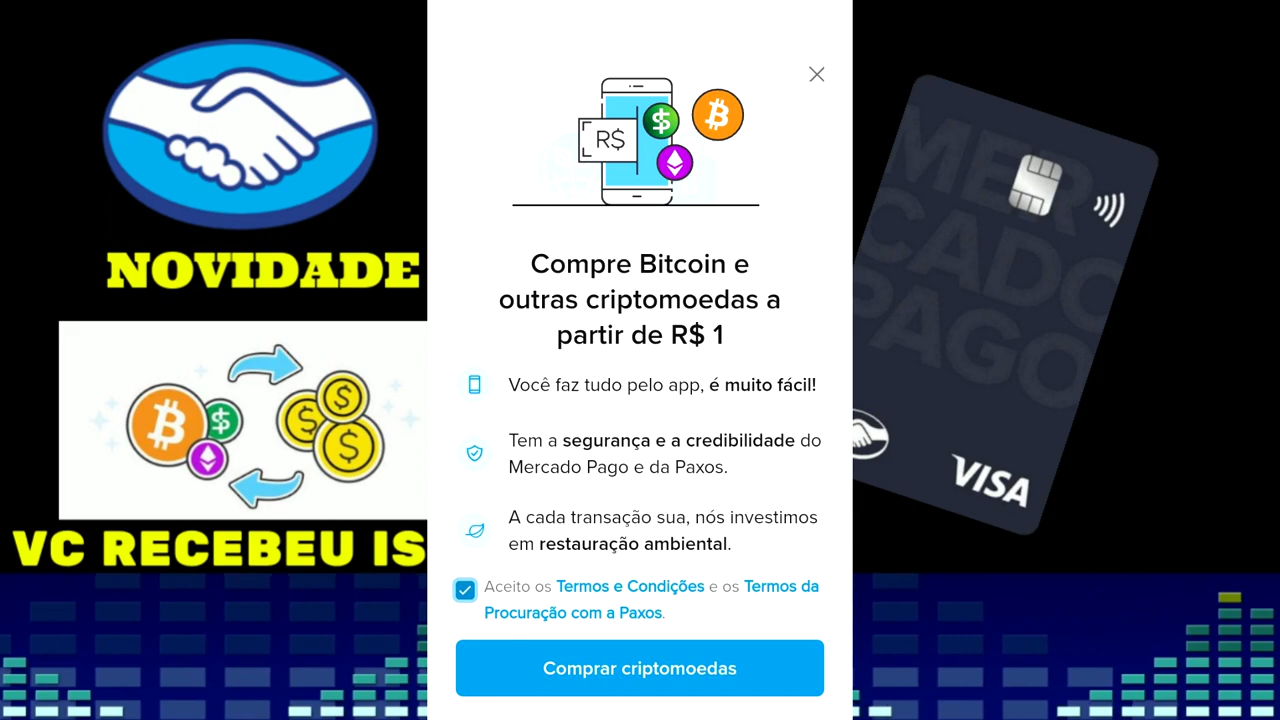 NOVIDADE
VC RECEBEU IS
R$
Compre Bitcoin e
outras criptomoedas a
partir de R$ 1
Você faz tudo pelo app, é muito fácil!
Tem a segurança e a credibilidade do
Mercado Pago e da Paxos.
A cada transação sua, nós investimos
em restauração ambiental.
Aceito os Termos e Condições e os Termos da
Procuração com a Paxos.
Comprar criptomoedas
MER
CADO
PAGO
VISA